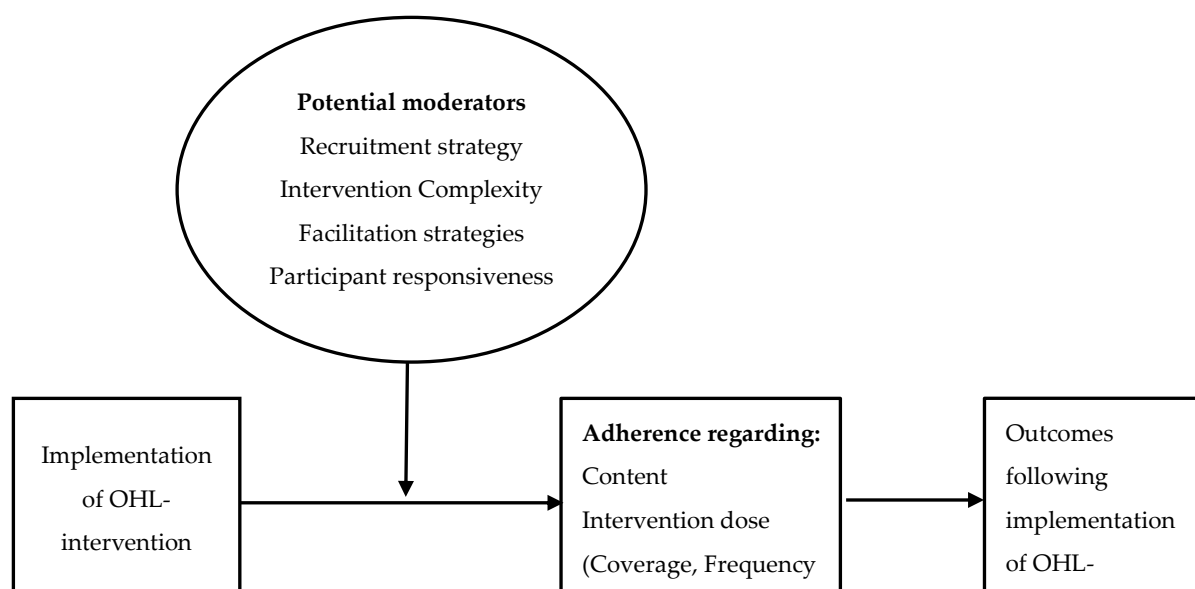 Potential moderators
Recruitment strategy
Intervention Complexity
Facilitation strategies
Participant responsiveness
Implementation
of OHL-
intervention
Adherence regarding:
Content
Intervention dose
(Coverage, Frequency
Outcomes
following
implementation
of OHL-